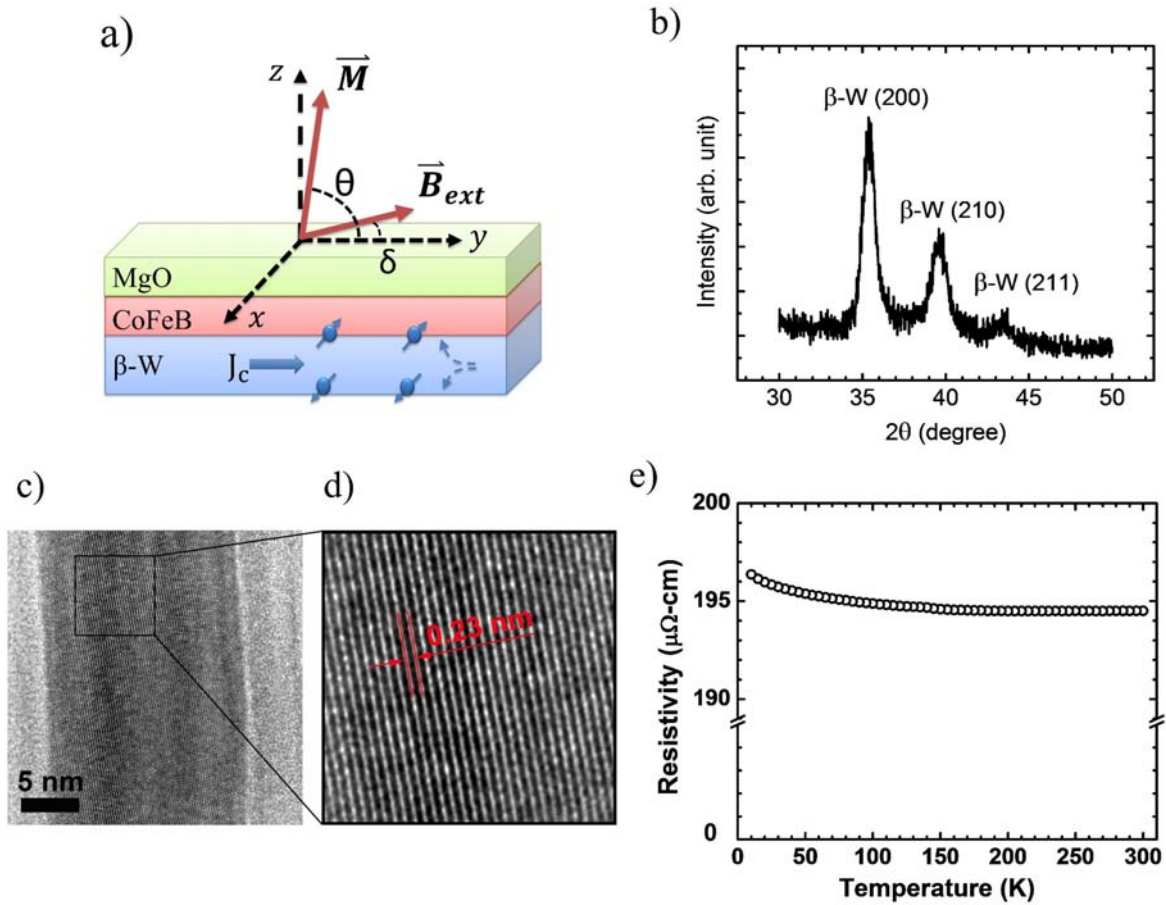 a)
z
M
θ
B ext
y
δ
MgO
CoFeB
x
β-W
J c
b)
Intensity (arb. unit)
β-W (200)
β-W (210)
β-W (211)
30 35 40 45 50
2θ (degree)
c)
5 nm
d)
0.23 nm
e)
Resistivity (μΩ-cm)
200
195
190
0
0 50 100 150 200 250 300
Temperature (K)